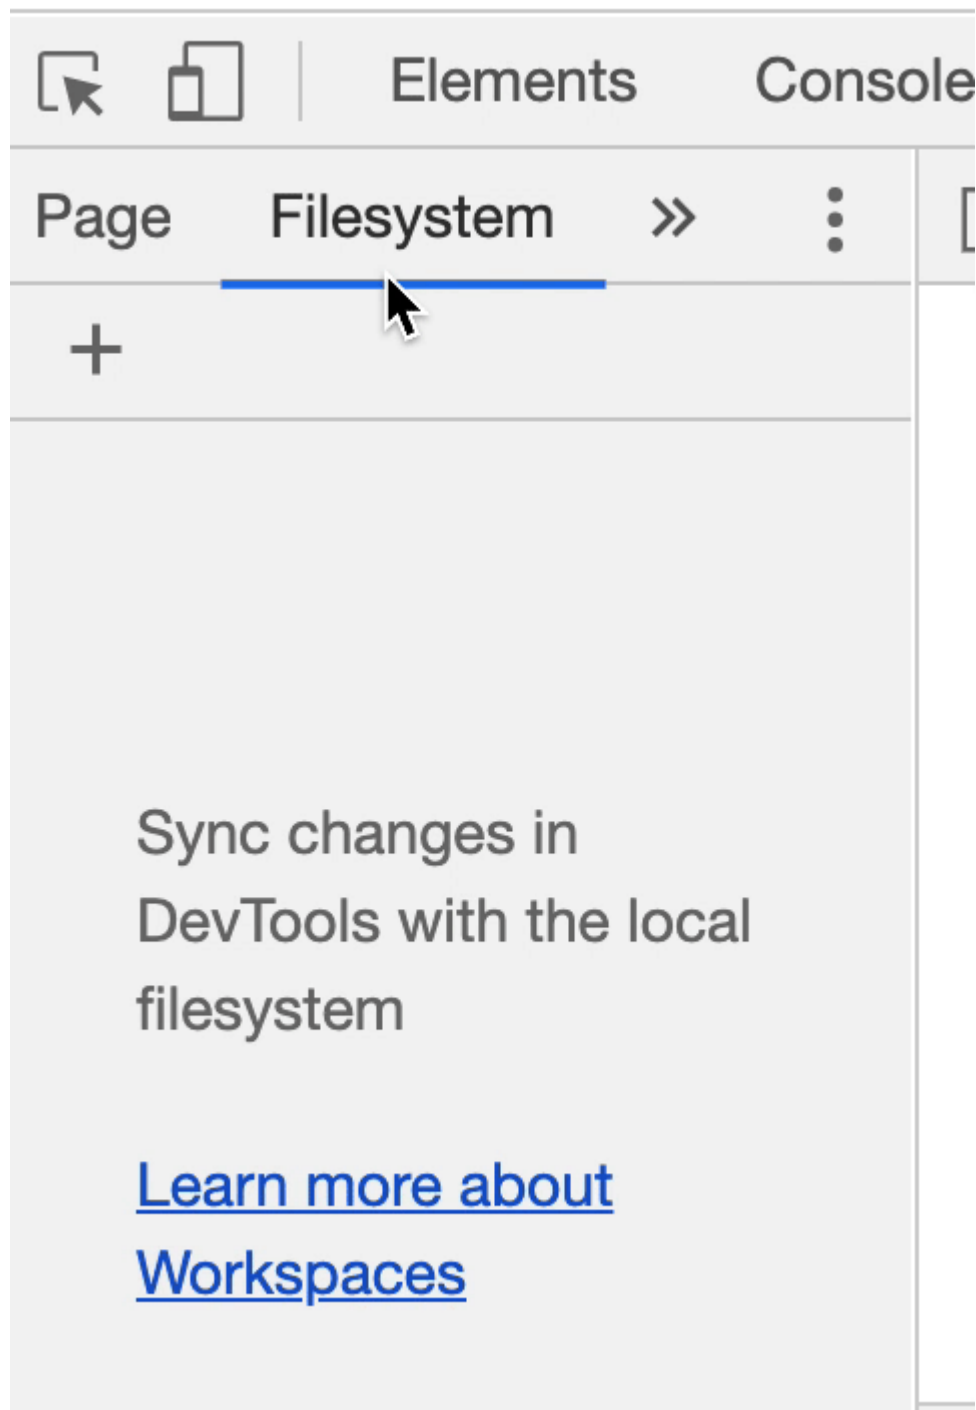 Elements Console
Page Filesystem
Sync changes in
DevTools with the local
filesystem
Learn more about
Workspaces